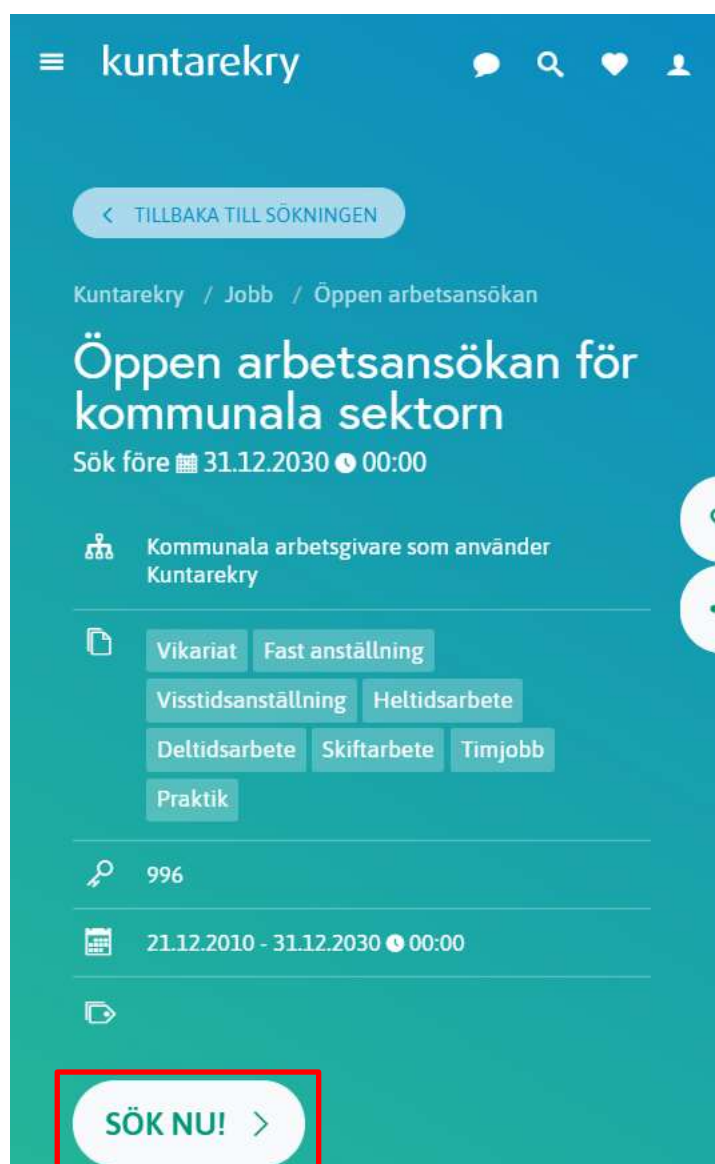 kuntarekry
TILLBAKA TILL SÖKNINGEN
Kuntarekry / Jobb / Öppen arbetsansökan
Öppen arbetsansökan för
kommunala sektorn
Sök före 31.12.2030 00:00
Kommunala arbetsgivare som använder
Kuntarekry
Vikariat Fast anställning
Visstidsanställning Heltidsarbete
Deltidsarbete Skiftarbete Timjobb
Praktik
996
21.12.2010 - 31.12.2030 00:00
SÖK NU!